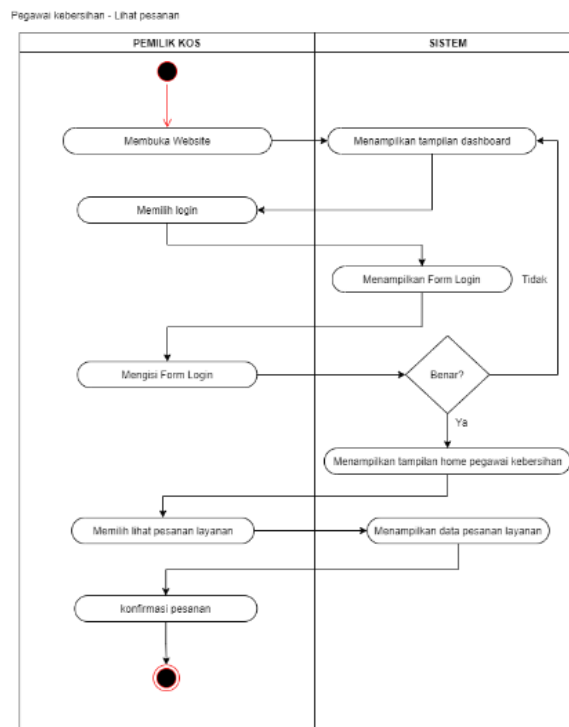 Pegawai kebersihan - Lihat pesanan
PEMILIK KOS
SISTEM
Membuka Website
Menampilkan tampilan dashboard
Memilih login
Menampilkan Form Login
Tidak
Mengisi Form Login
Benar?
Ya
Menampilkan tampilan home pegawai kebersihan
Memilih lihat pesanan layanan
Menampilkan data pesanan layanan
konfirmasi pesanan